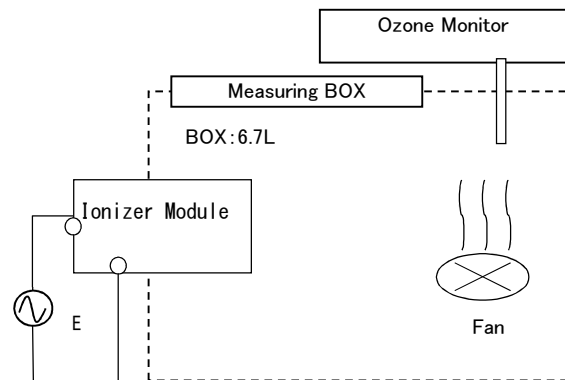 Ozone Monitor
Measuring BOX
BOX:6.7L
Ionizer Module
E
Fan